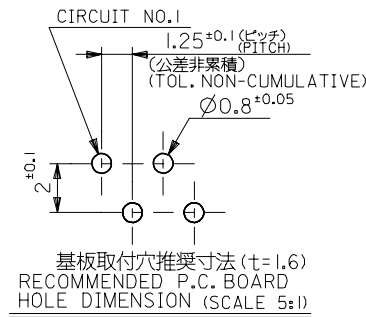 CIRCUIT NO.1
1.25±0.1(ピッチ)
(PITCH)
(公差非累積)
(TOL. NON-CUMULATIVE)
Ø0.8±0.05
2±0.1
基板取付穴推奨寸法(t=1.6)
RECOMMENDED P.C. BOARD
HOLE DIMENSION (SCALE 5:1)